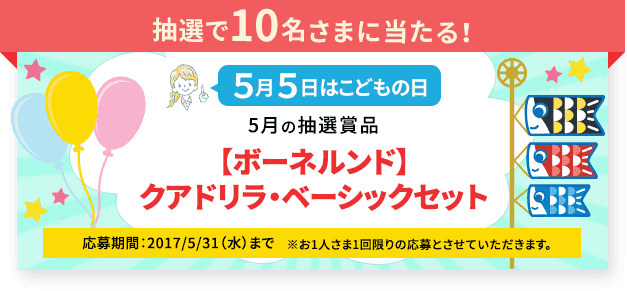 抽選で10名さまに当たる！
5月5日はこどもの日
5月の抽選賞品
【ボーネルンド】
クアドリラ・ベーシックセット
応募期間：2017/5/31（水）まで ※お1人さま1回限りの応募とさせていただきます。